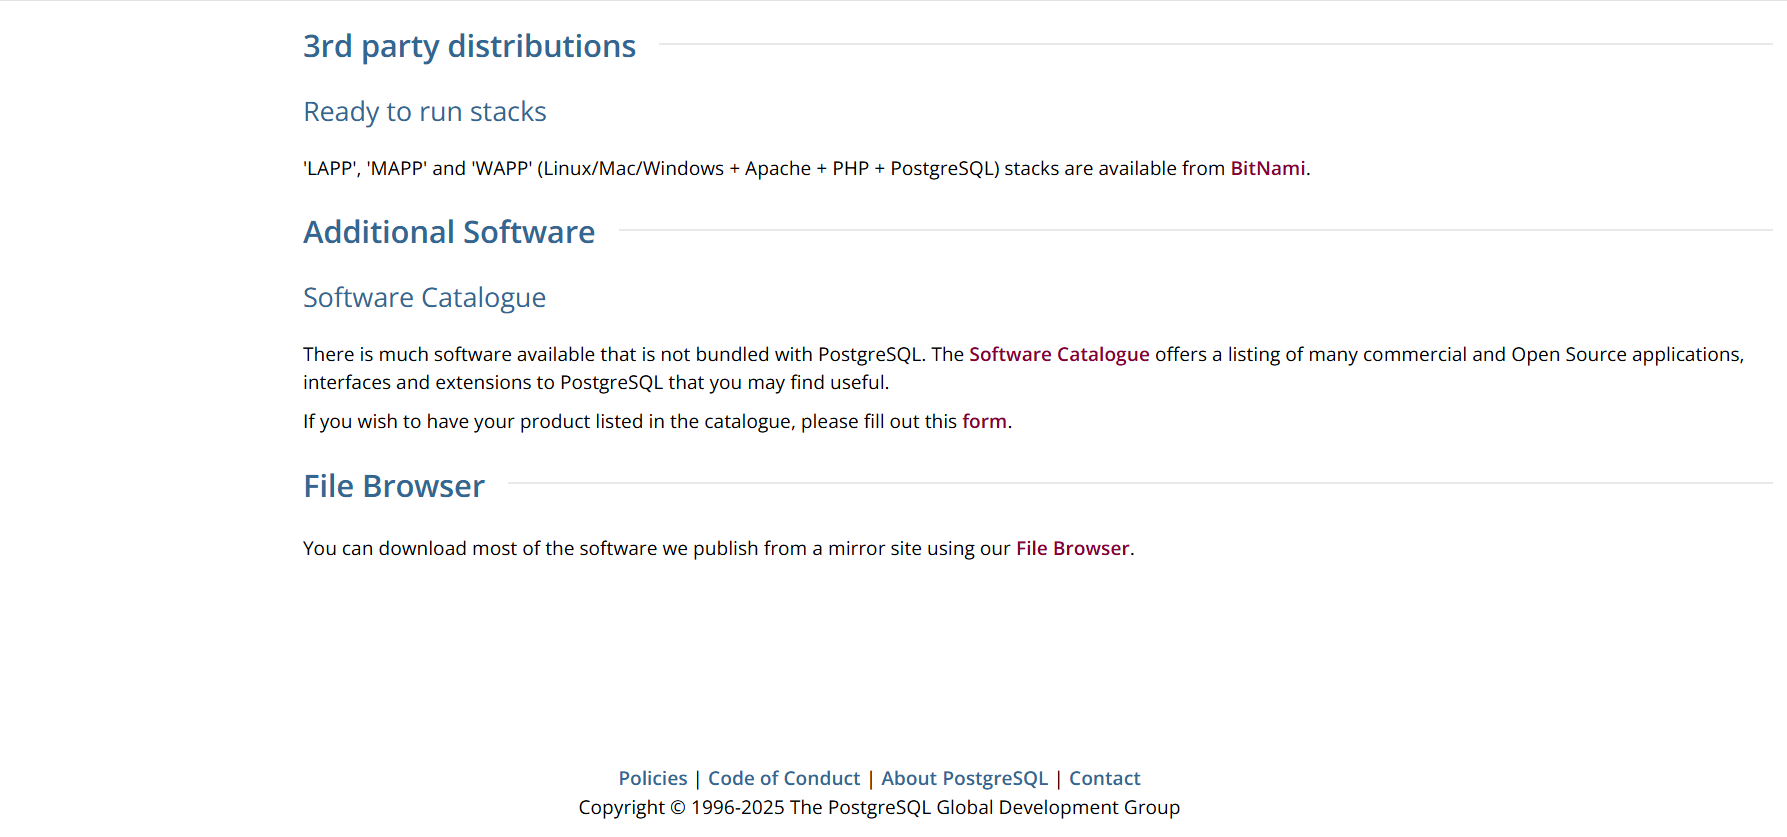 3rd party distributions
Ready to run stacks
'LAPP', 'MAPP' and 'WAPP' (Linux/Mac/Windows + Apache + PHP + PostgreSQL) stacks are available from BitNami.
Additional Software
Software Catalogue
There is much software available that is not bundled with PostgreSQL. The Software Catalogue offers a listing of many commercial and Open Source applications,
interfaces and extensions to PostgreSQL that you may find useful.
If you wish to have your product listed in the catalogue, please fill out this form.
File Browser
You can download most of the software we publish from a mirror site using our File Browser.
Policies | Code of Conduct | About PostgreSQL | Contact
Copyright © 1996-2025 The PostgreSQL Global Development Group